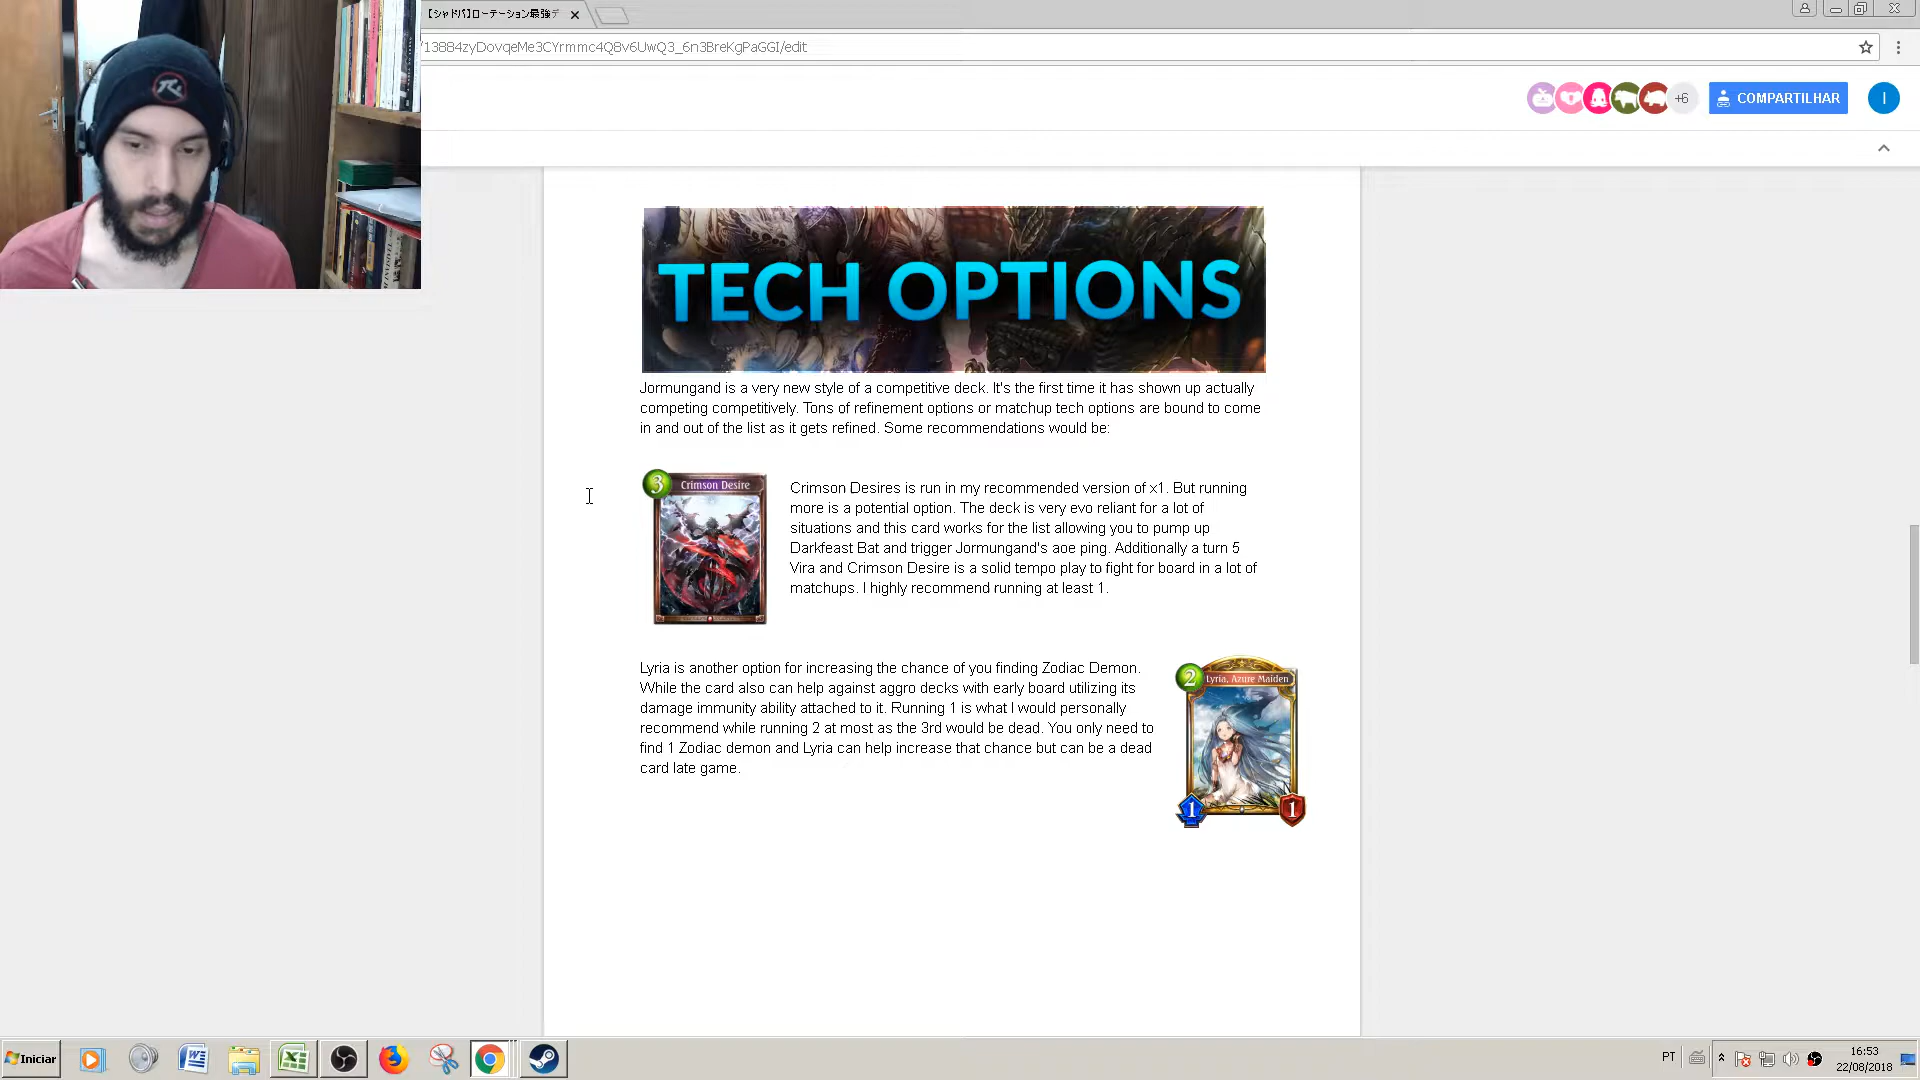 【シャドバ】ローテーション最強デ
13884zyDovqeMe3CYrmmc4Q8v6UwQ3_6n3BreKgPaGGI/edit
+6
COMPARTILHAR
I
TECH OPTIONS
Jormungand is a very new style of a competitive deck. It's the first time it has shown up actually
competing competitively. Tons of refinement options or matchup tech options are bound to come
in and out of the list as it gets refined. Some recommendations would be:
3
Crimson Desire
Crimson Desires is run in my recommended version of x1. But running
more is a potential option. The deck is very evo reliant for a lot of
situations and this card works for the list allowing you to pump up
Darkfeast Bat and trigger Jormungand's aoe ping. Additionally a turn 5
Vira and Crimson Desire is a solid tempo play to fight for board in a lot of
matchups. I highly recommend running at least 1.
Lyria is another option for increasing the chance of you finding Zodiac Demon.
While the card also can help against aggro decks with early board utilizing its
damage immunity ability attached to it. Running 1 is what I would personally
recommend while running 2 at most as the 3rd would be dead. You only need to
find 1 Zodiac demon and Lyria can help increase that chance but can be a dead
card late game.
2
Lyria, Azure Maiden
1
1
Iniciar
PT
16:53
22/08/2018